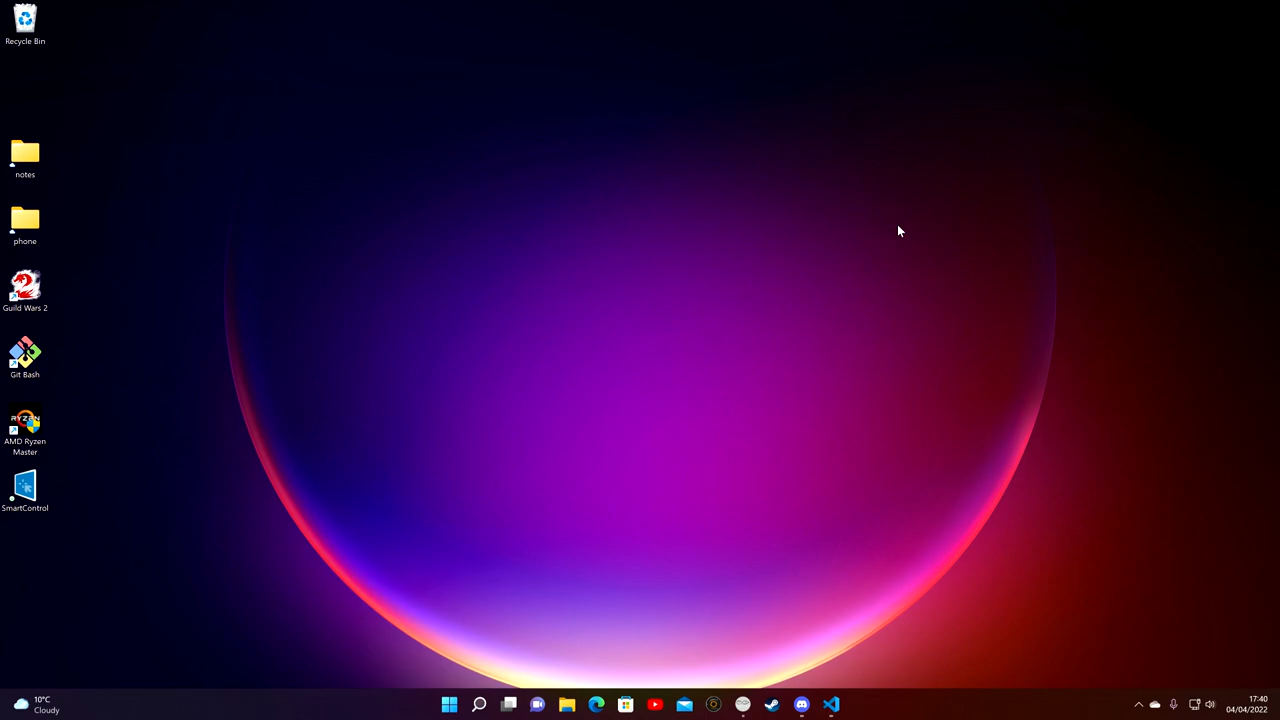 Recycle Bin
notes
phone
Guild Wars 2
Git Bash
RYZEN
AMD Ryzen
Master
SmartControl
10°C
Cloudy
17:40
04/04/2022